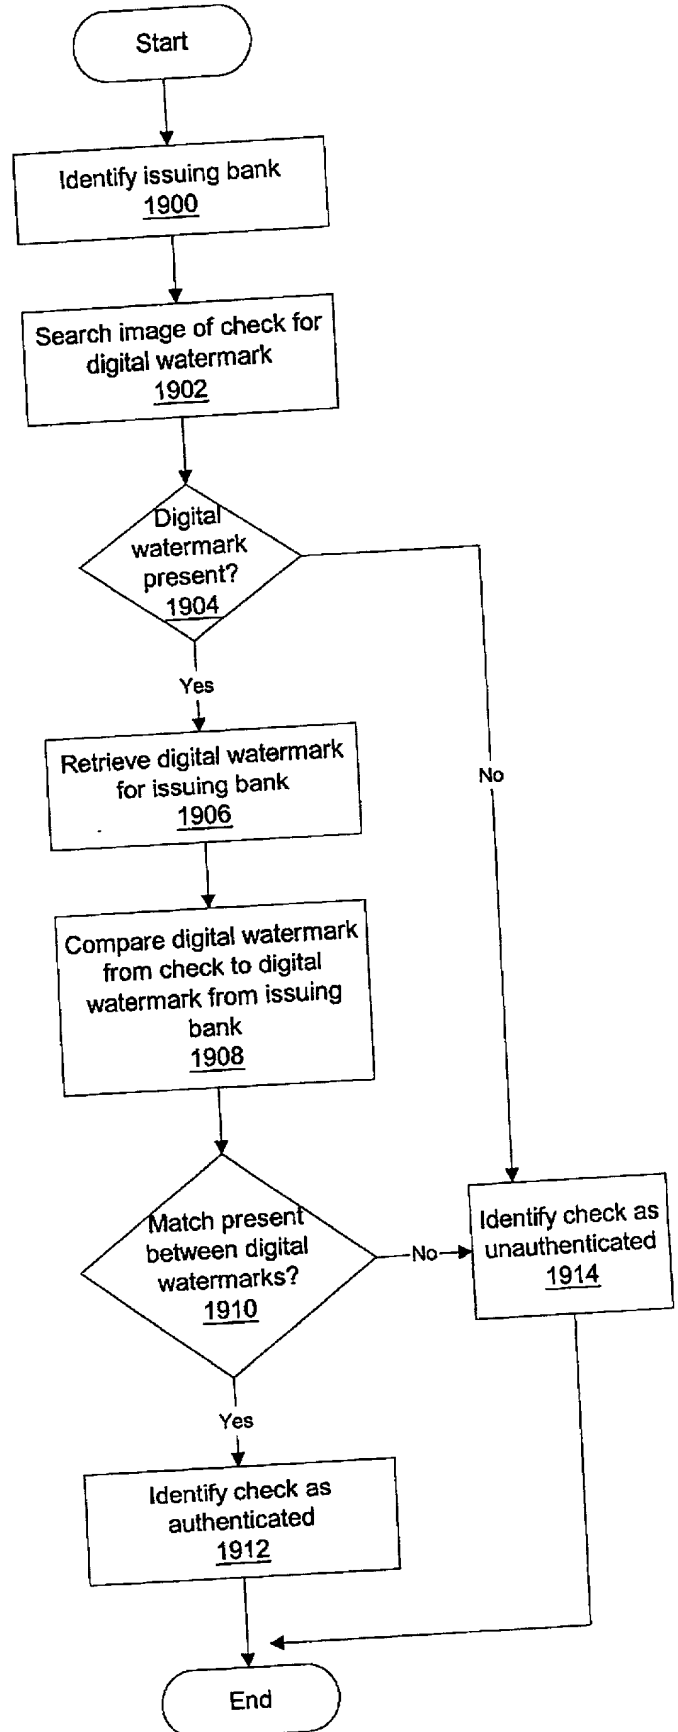 Start
Identify issuing bank
1900
Search image of check for
digital watermark
1902
Digital
watermark
present?
1904
Yes
Retrieve digital watermark
for issuing bank
1906
No
Compare digital watermark
from check to digital
watermark from issuing
bank
1908
Match present
between digital
watermarks?
1910
No
Identify check as
unauthenticated
1914
Yes
Identify check as
authenticated
1912
End